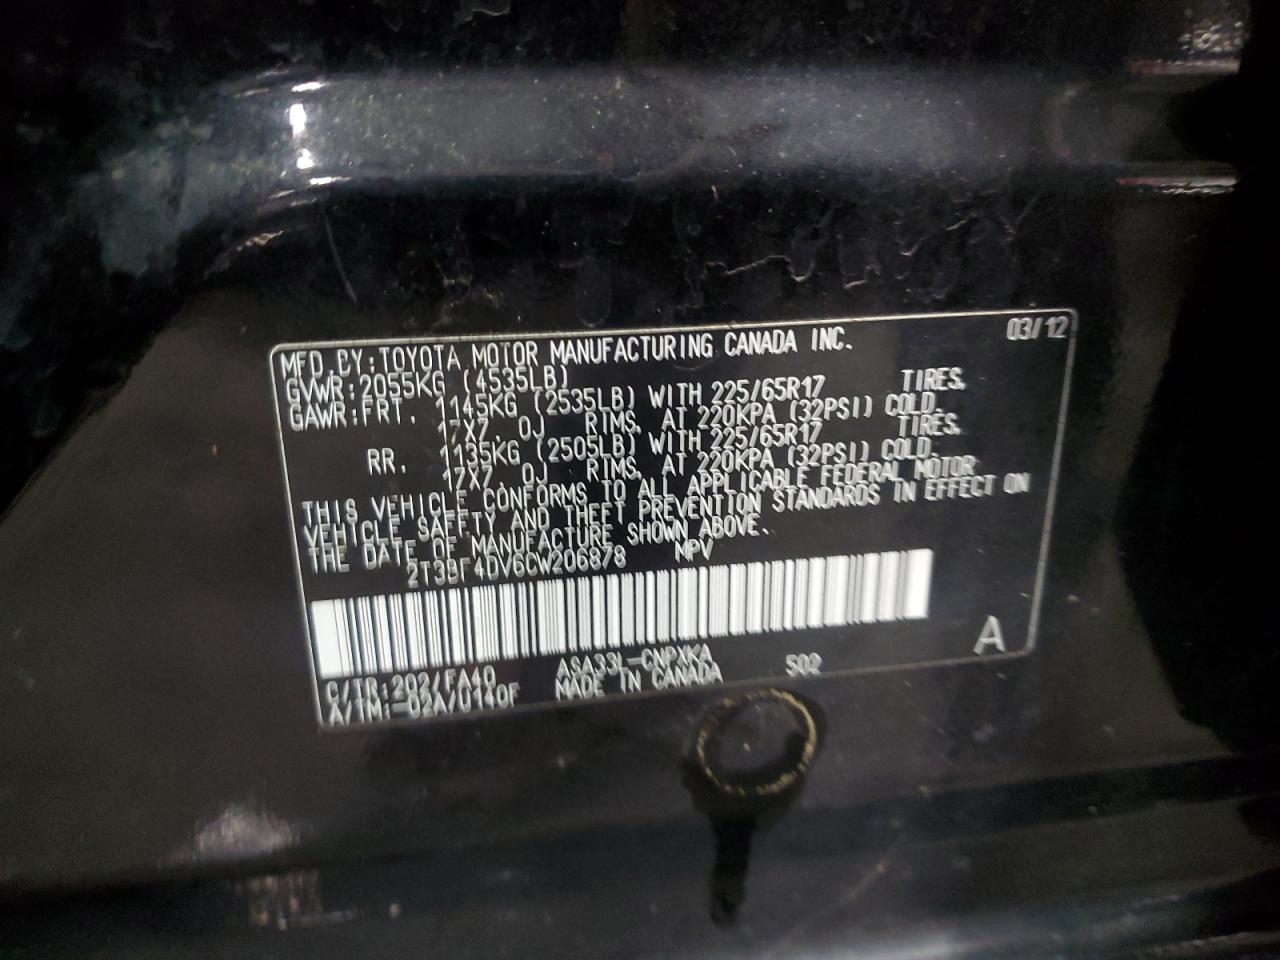 MFD.BY:TOYOTA MOTOR MANUFACTURING CANADA INC. 03/12
GVWR:2055KG (4535LB)
GAWR:FRT. 1145KG (2535LB) WITH 225/65R17 TIRES,
17X7.0J RIMS, AT 220KPA (32PSI) COLD.
RR. 1135KG (2505LB) WITH 225/65R17 TIRES,
17X7.0J RIMS, AT 220KPA (32PSI) COLD.
THIS VEHICLE CONFORMS TO ALL APPLICABLE FEDERAL MOTOR
VEHICLE SAFETY AND THEFT PREVENTION STANDARDS IN EFFECT ON
THE DATE OF MANUFACTURE SHOWN ABOVE.
2T3BF4DV6CW206878 MPV
A
C/TR:202/FA40 ASA33L-CNPXKA 502
A/TM:-02A/U140F MADE IN CANADA